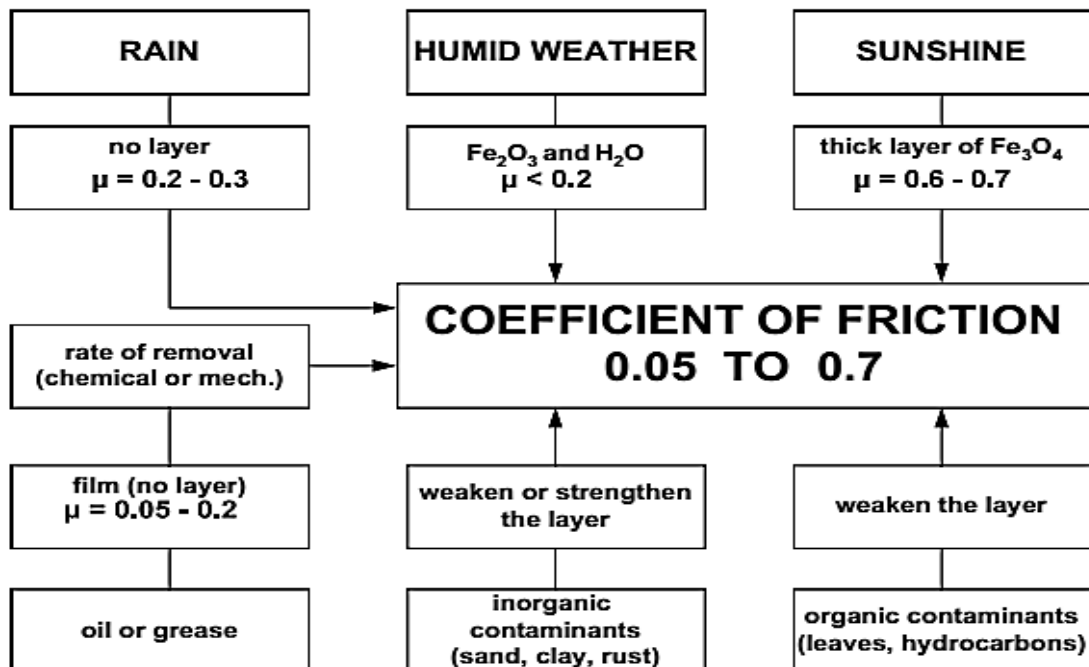 RAIN
HUMID WEATHER
SUNSHINE
no layer
μ = 0.2 - 0.3
Fe₂O₃ and H₂O
μ < 0.2
thick layer of Fe₃O₄
μ = 0.6 - 0.7
COEFFICIENT OF FRICTION
0.05 TO 0.7
rate of removal
(chemical or mech.)
film (no layer)
μ = 0.05 - 0.2
weaken or strengthen
the layer
weaken the layer
oil or grease
inorganic
contaminants
(sand, clay, rust)
organic contaminants
(leaves, hydrocarbons)